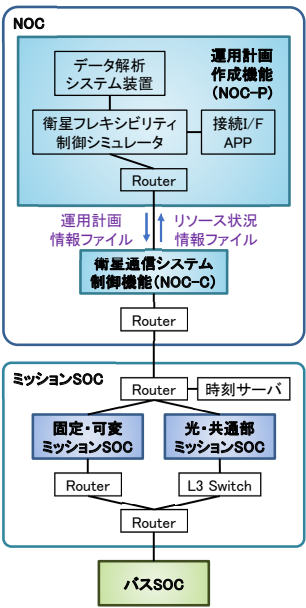 NOC
運用計画
作成機能
(NOC-P)
データ解析
システム装置
衛星フレキシビリティ
制御シミュレータ
接続I/F
APP
Router
運用計画
情報ファイル
リソース状況
情報ファイル
衛星通信システム
制御機能(NOC-C)
Router
ミッションSOC
Router
時刻サーバ
固定・可変
ミッションSOC
光・共通部
ミッションSOC
Router
L3 Switch
Router
バスSOC